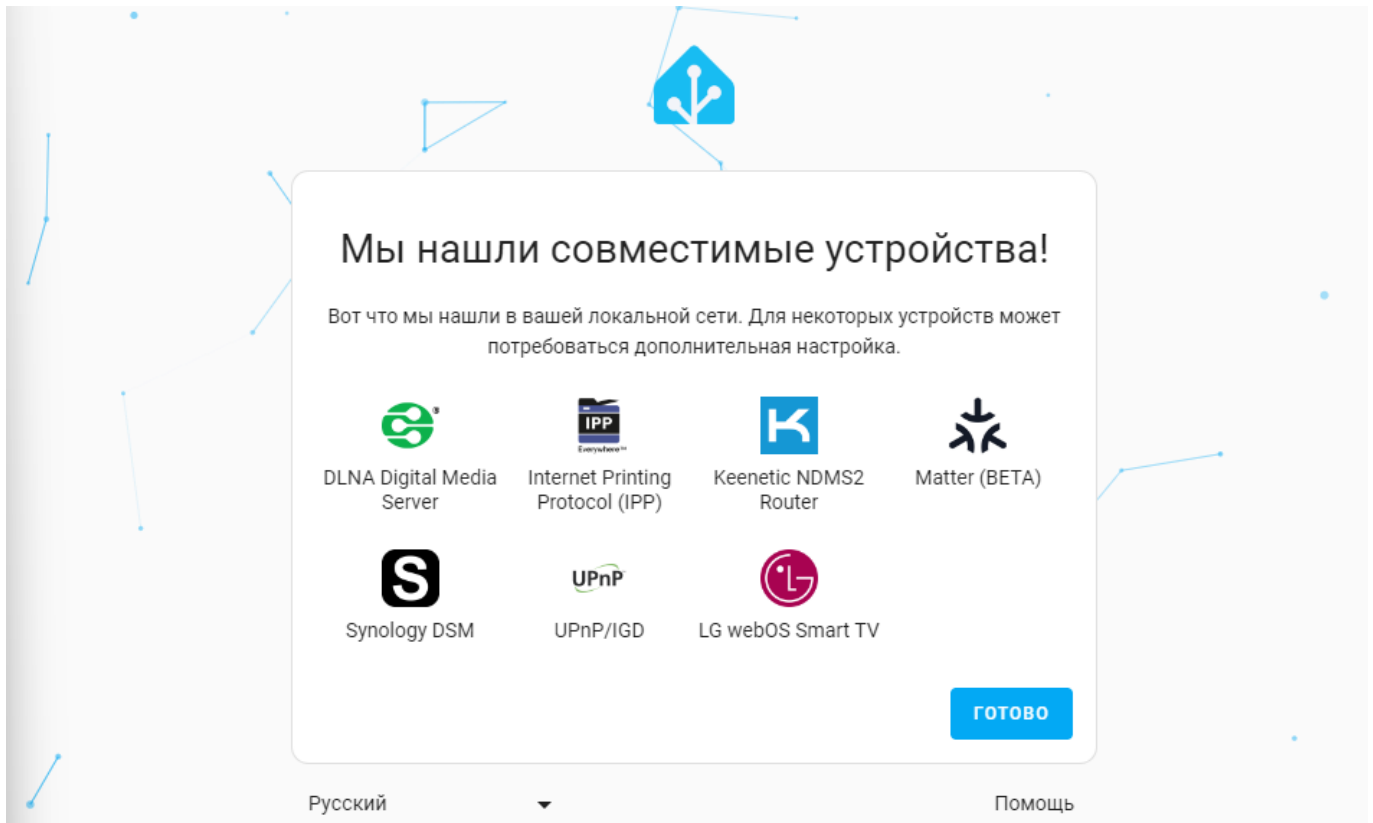 Мы нашли совместимые устройства!
Вот что мы нашли в вашей локальной сети. Для некоторых устройств может
потребоваться дополнительная настройка.
IPP
Everywhere™
DLNA Digital Media
Server
Internet Printing
Protocol (IPP)
Keenetic NDMS2
Router
Matter (BETA)
S
UPnP
Synology DSM
UPnP/IGD
LG webOS Smart TV
ГОТОВО
Русский
Помощь